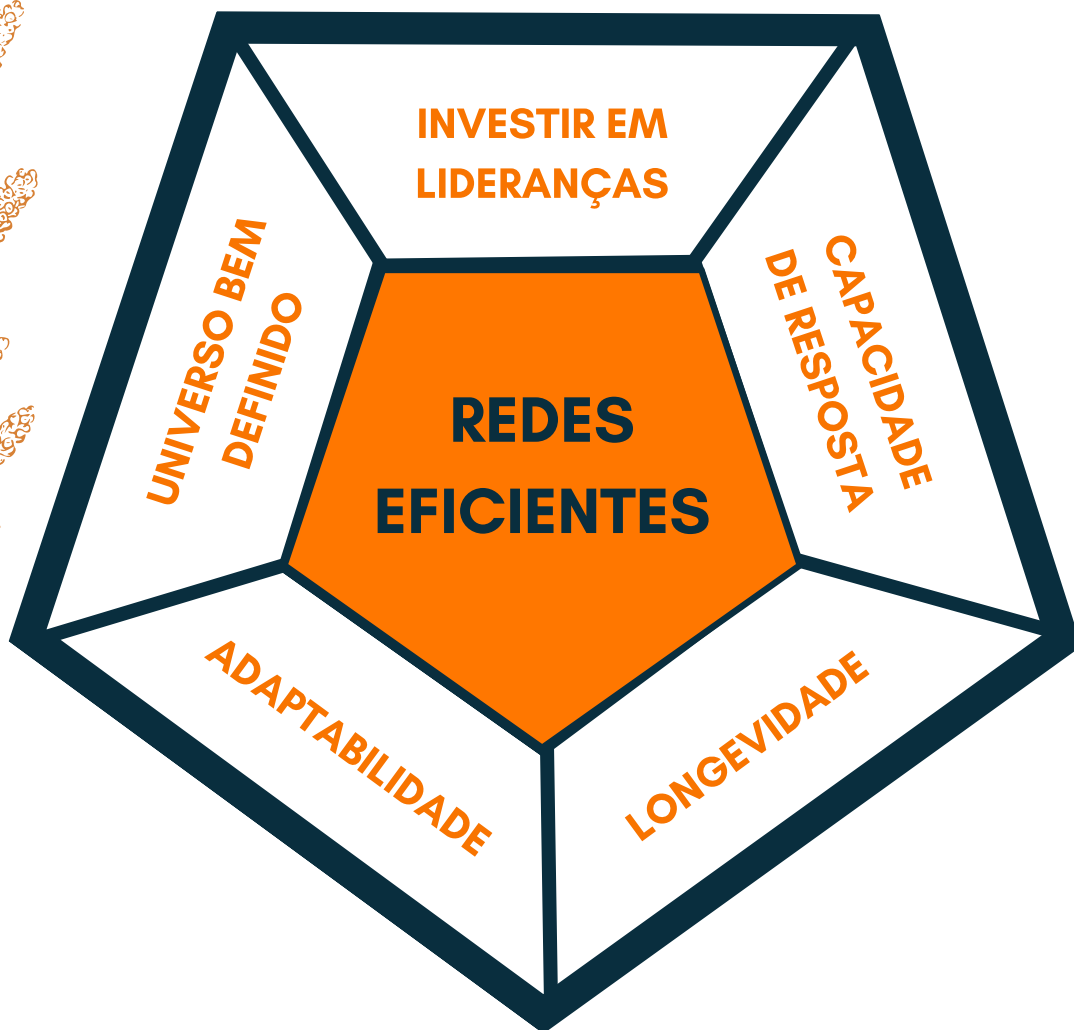 INVESTIR EM
LIDERANÇAS
UNIVERSO BEM
DEFINIDO
CAPACIDADE
DE RESPOSTA
REDES
EFICIENTES
ADAPTABILIDADE
LONGEVIDADE